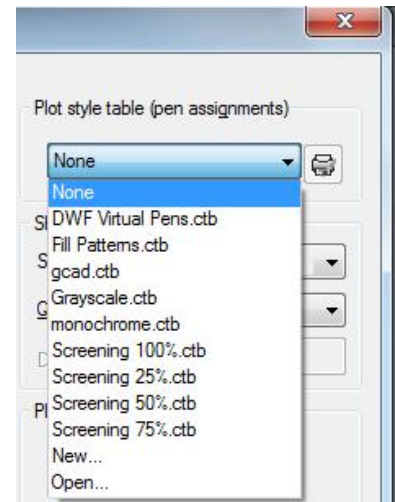 Plot style table (pen assignments)
None
None
DWF Virtual Pens.ctb
Fill Patterns.ctb
gcad.ctb
Grayscale.ctb
monochrome.ctb
Screening 100%.ctb
Screening 25%.ctb
Screening 50%.ctb
Screening 75%.ctb
New...
Open...